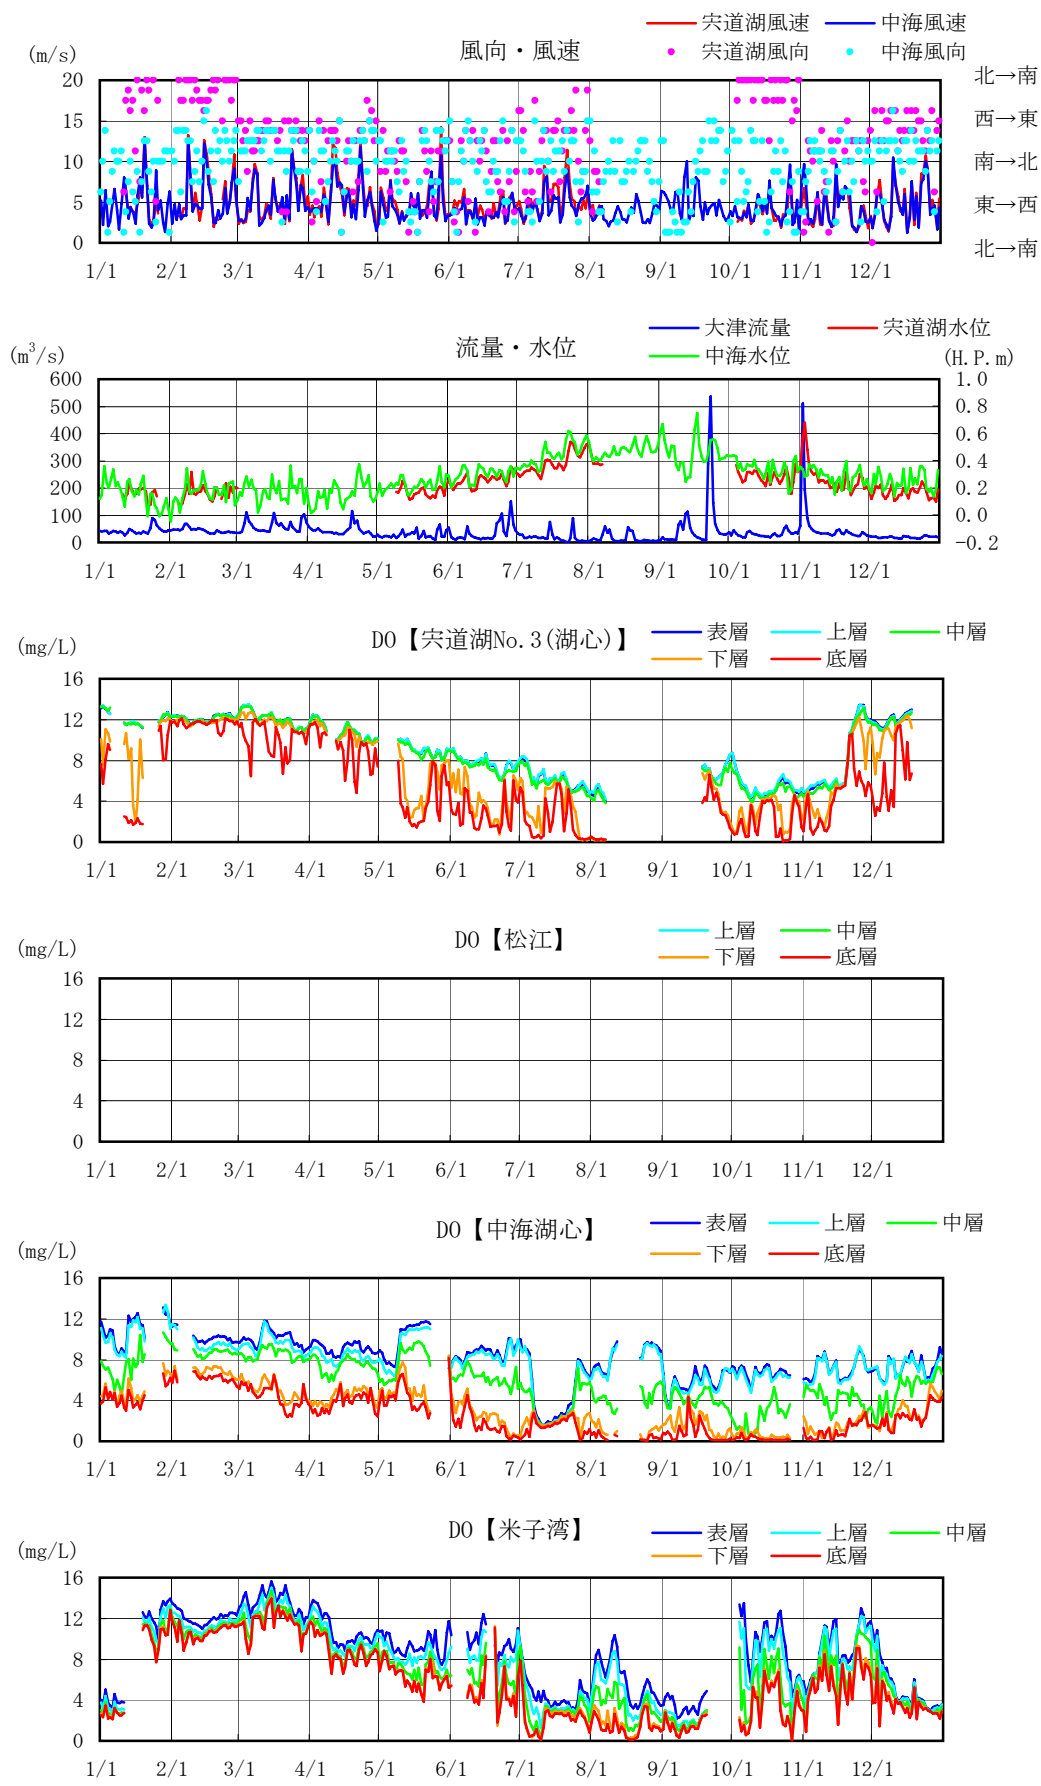 宍道湖風速 中海風速
(m/s) 風向・風速 宍道湖風向 中海風向
20 北→南
15 西→東
10 南→北
5 東→西
0 北→南
1/1 2/1 3/1 4/1 5/1 6/1 7/1 8/1 9/1 10/1 11/1 12/1
大津流量 宍道湖水位
(m³/s) 流量・水位 中海水位 (H.P.m)
600 1.0
500 0.8
400 0.6
300 0.4
200 0.2
100 0.0
0 -0.2
1/1 2/1 3/1 4/1 5/1 6/1 7/1 8/1 9/1 10/1 11/1 12/1
(mg/L) DO【宍道湖No.3(湖心)】 表層 上層 中層
下層 底層
16
12
8
4
0
1/1 2/1 3/1 4/1 5/1 6/1 7/1 8/1 9/1 10/1 11/1 12/1
(mg/L) DO【松江】 上層 中層
下層 底層
16
12
8
4
0
1/1 2/1 3/1 4/1 5/1 6/1 7/1 8/1 9/1 10/1 11/1 12/1
(mg/L) DO【中海湖心】 表層 上層 中層
下層 底層
16
12
8
4
0
1/1 2/1 3/1 4/1 5/1 6/1 7/1 8/1 9/1 10/1 11/1 12/1
(mg/L) DO【米子湾】 表層 上層 中層
下層 底層
16
12
8
4
0
1/1 2/1 3/1 4/1 5/1 6/1 7/1 8/1 9/1 10/1 11/1 12/1